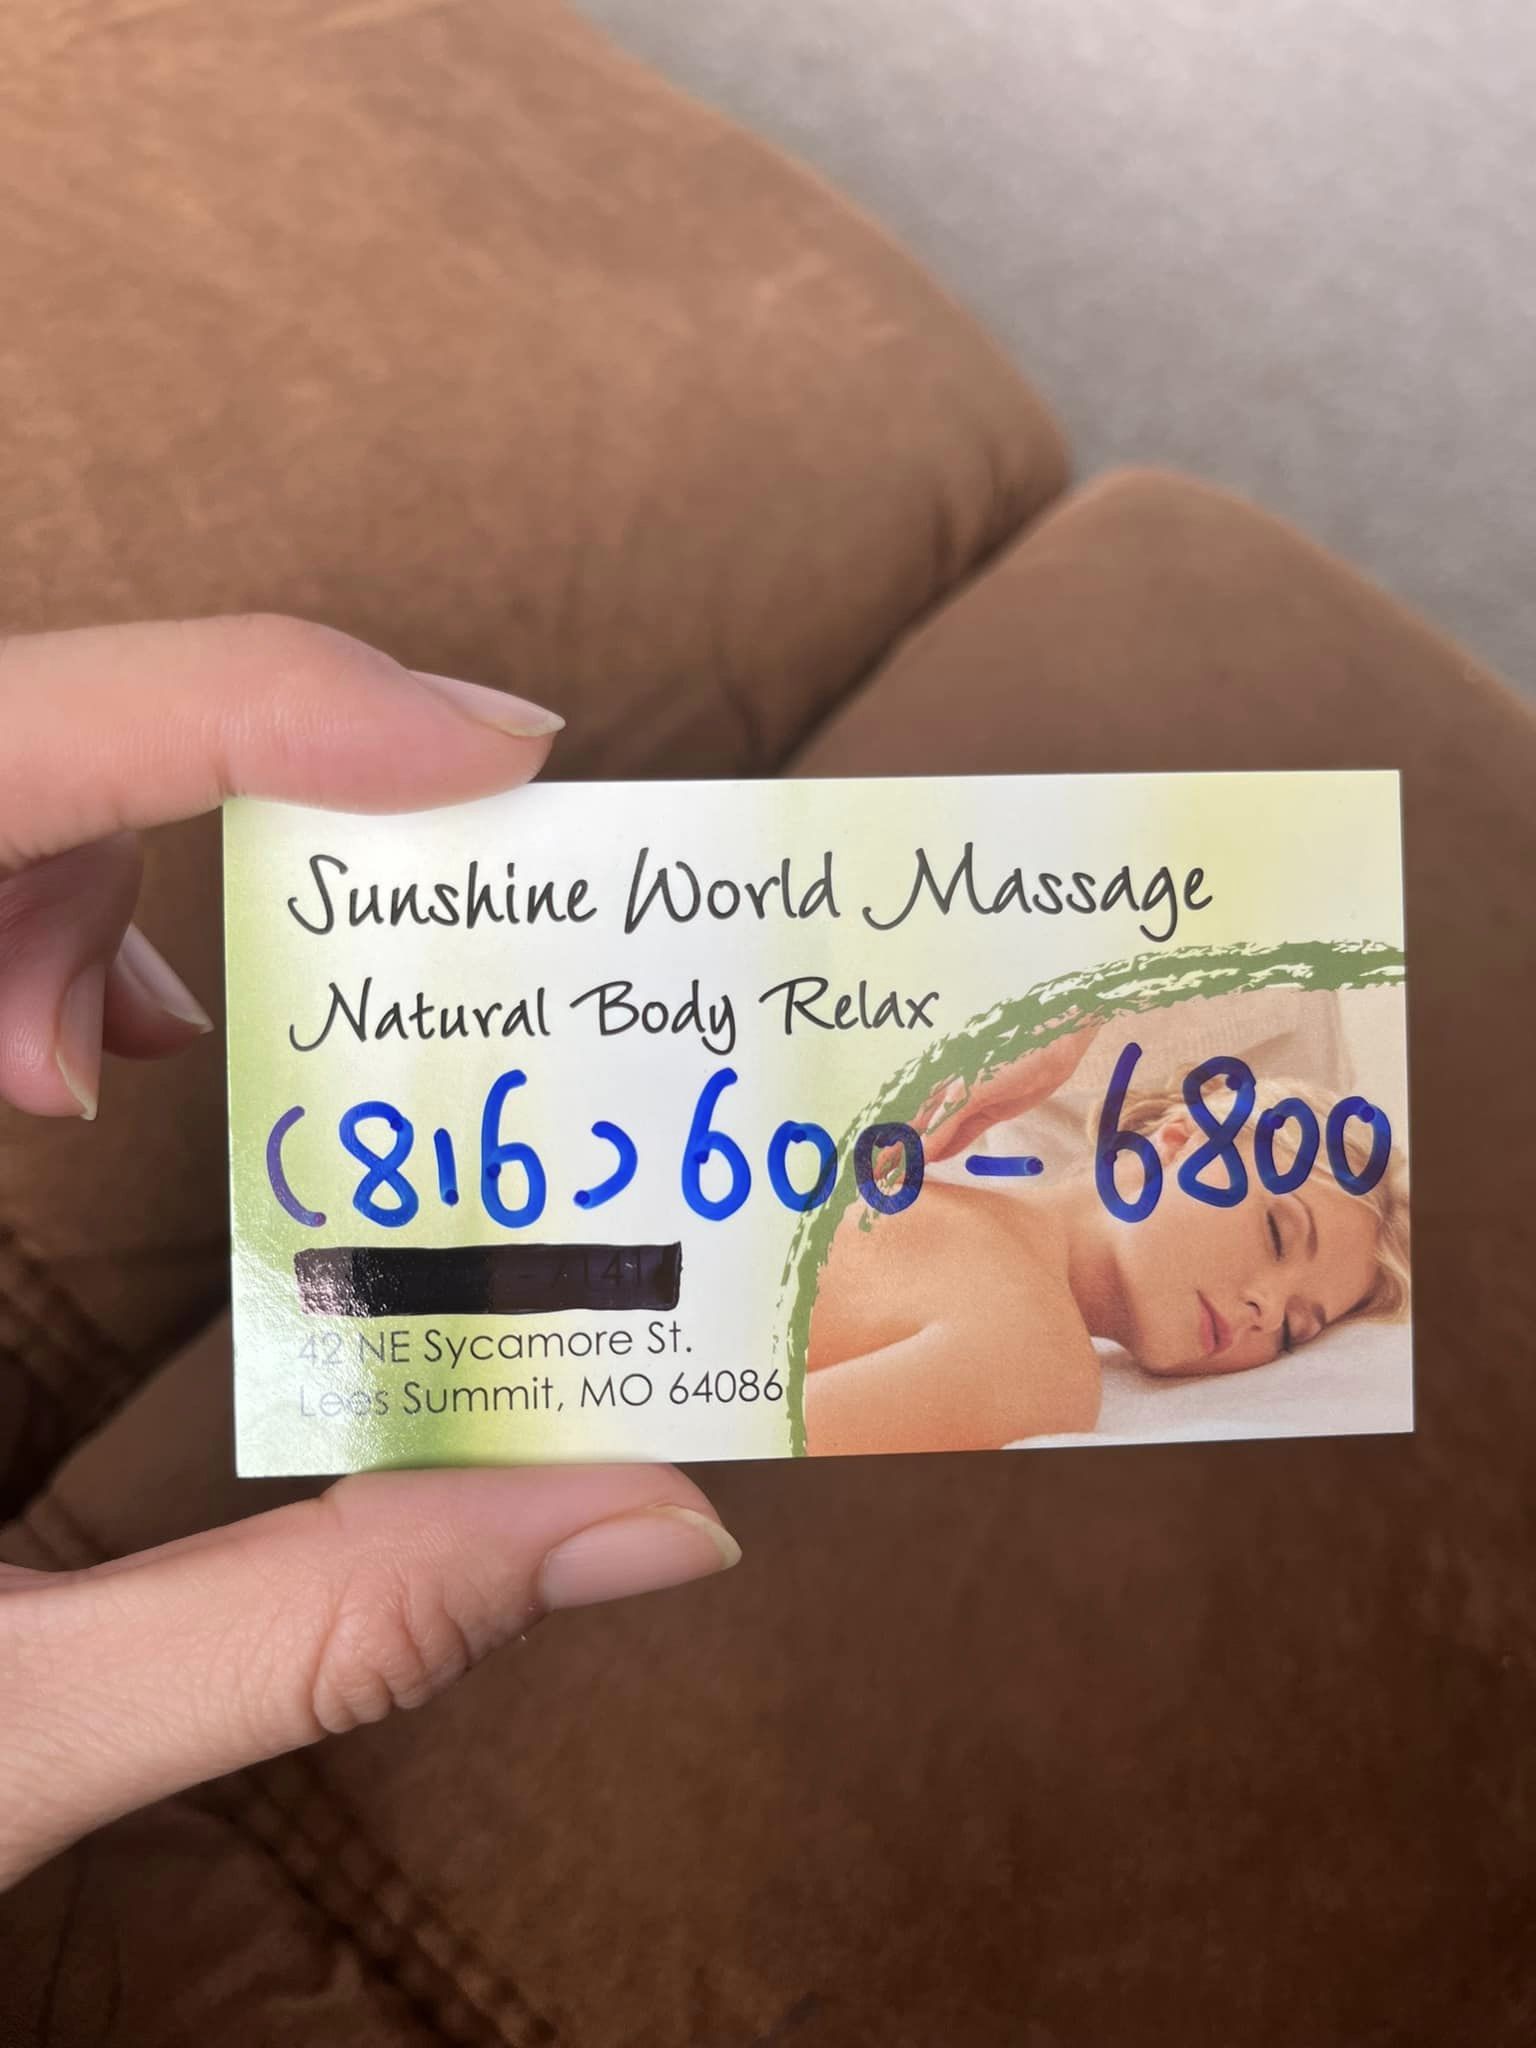 Sunshine World Massage
Natural Body Relax
(816) 600-6800
42 NE Sycamore St.
Lees Summit, MO 64086